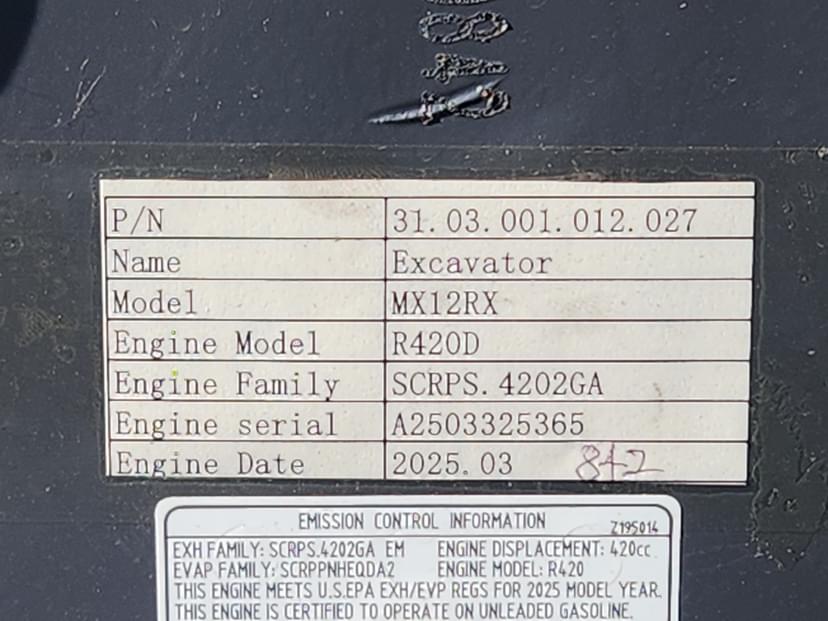 P/N 31.03.001.012.027
Name Excavator
Model MX12RX
Engine Model R420D
Engine Family SCRPS.4202GA
Engine serial A2503325365
Engine Date 2025.03 842
EMISSION CONTROL INFORMATION Z195014
EXH FAMILY: SCRPS.4202GA EM ENGINE DISPLACEMENT: 420cc
EVAP FAMILY: SCRPPNHEQDA2 ENGINE MODEL: R420
THIS ENGINE MEETS U.S.EPA EXH/EVP REGS FOR 2025 MODEL YEAR.
THIS ENGINE IS CERTIFIED TO OPERATE ON UNLEADED GASOLINE.